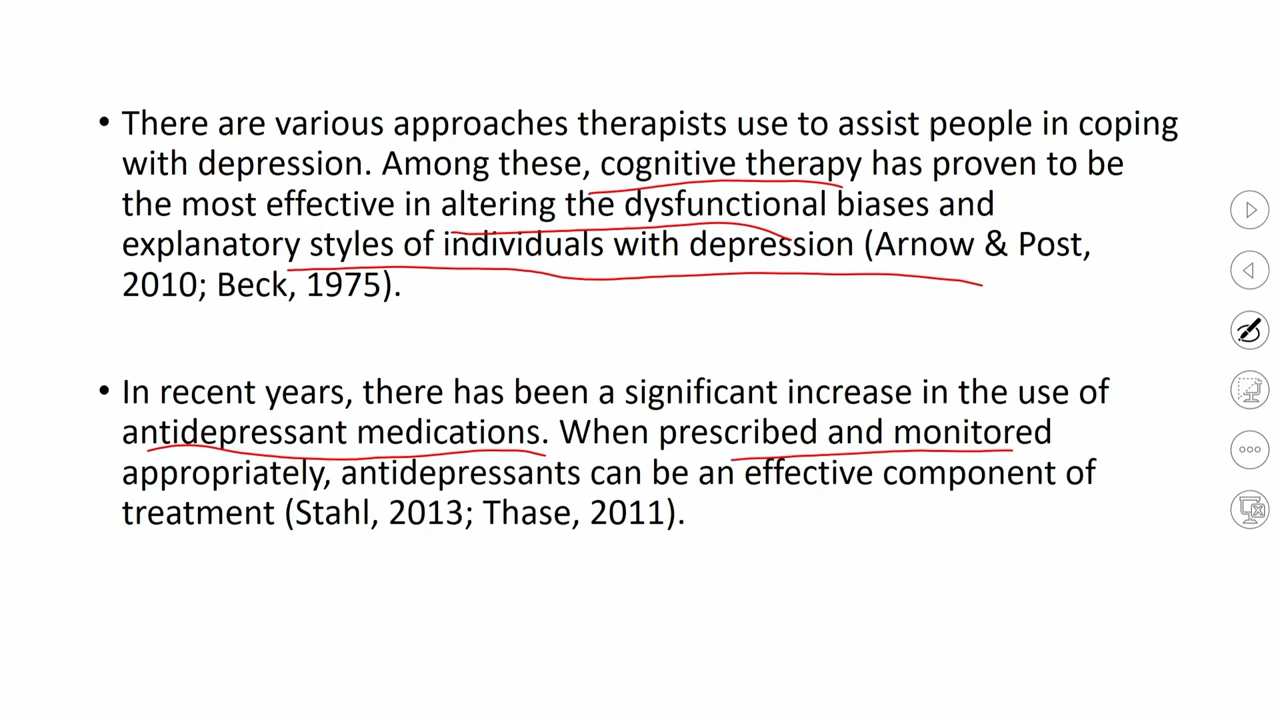 • There are various approaches therapists use to assist people in coping
with depression. Among these, cognitive therapy has proven to be
the most effective in altering the dysfunctional biases and
explanatory styles of individuals with depression (Arnow & Post,
2010; Beck, 1975).
• In recent years, there has been a significant increase in the use of
antidepressant medications. When prescribed and monitored
appropriately, antidepressants can be an effective component of
treatment (Stahl, 2013; Thase, 2011).